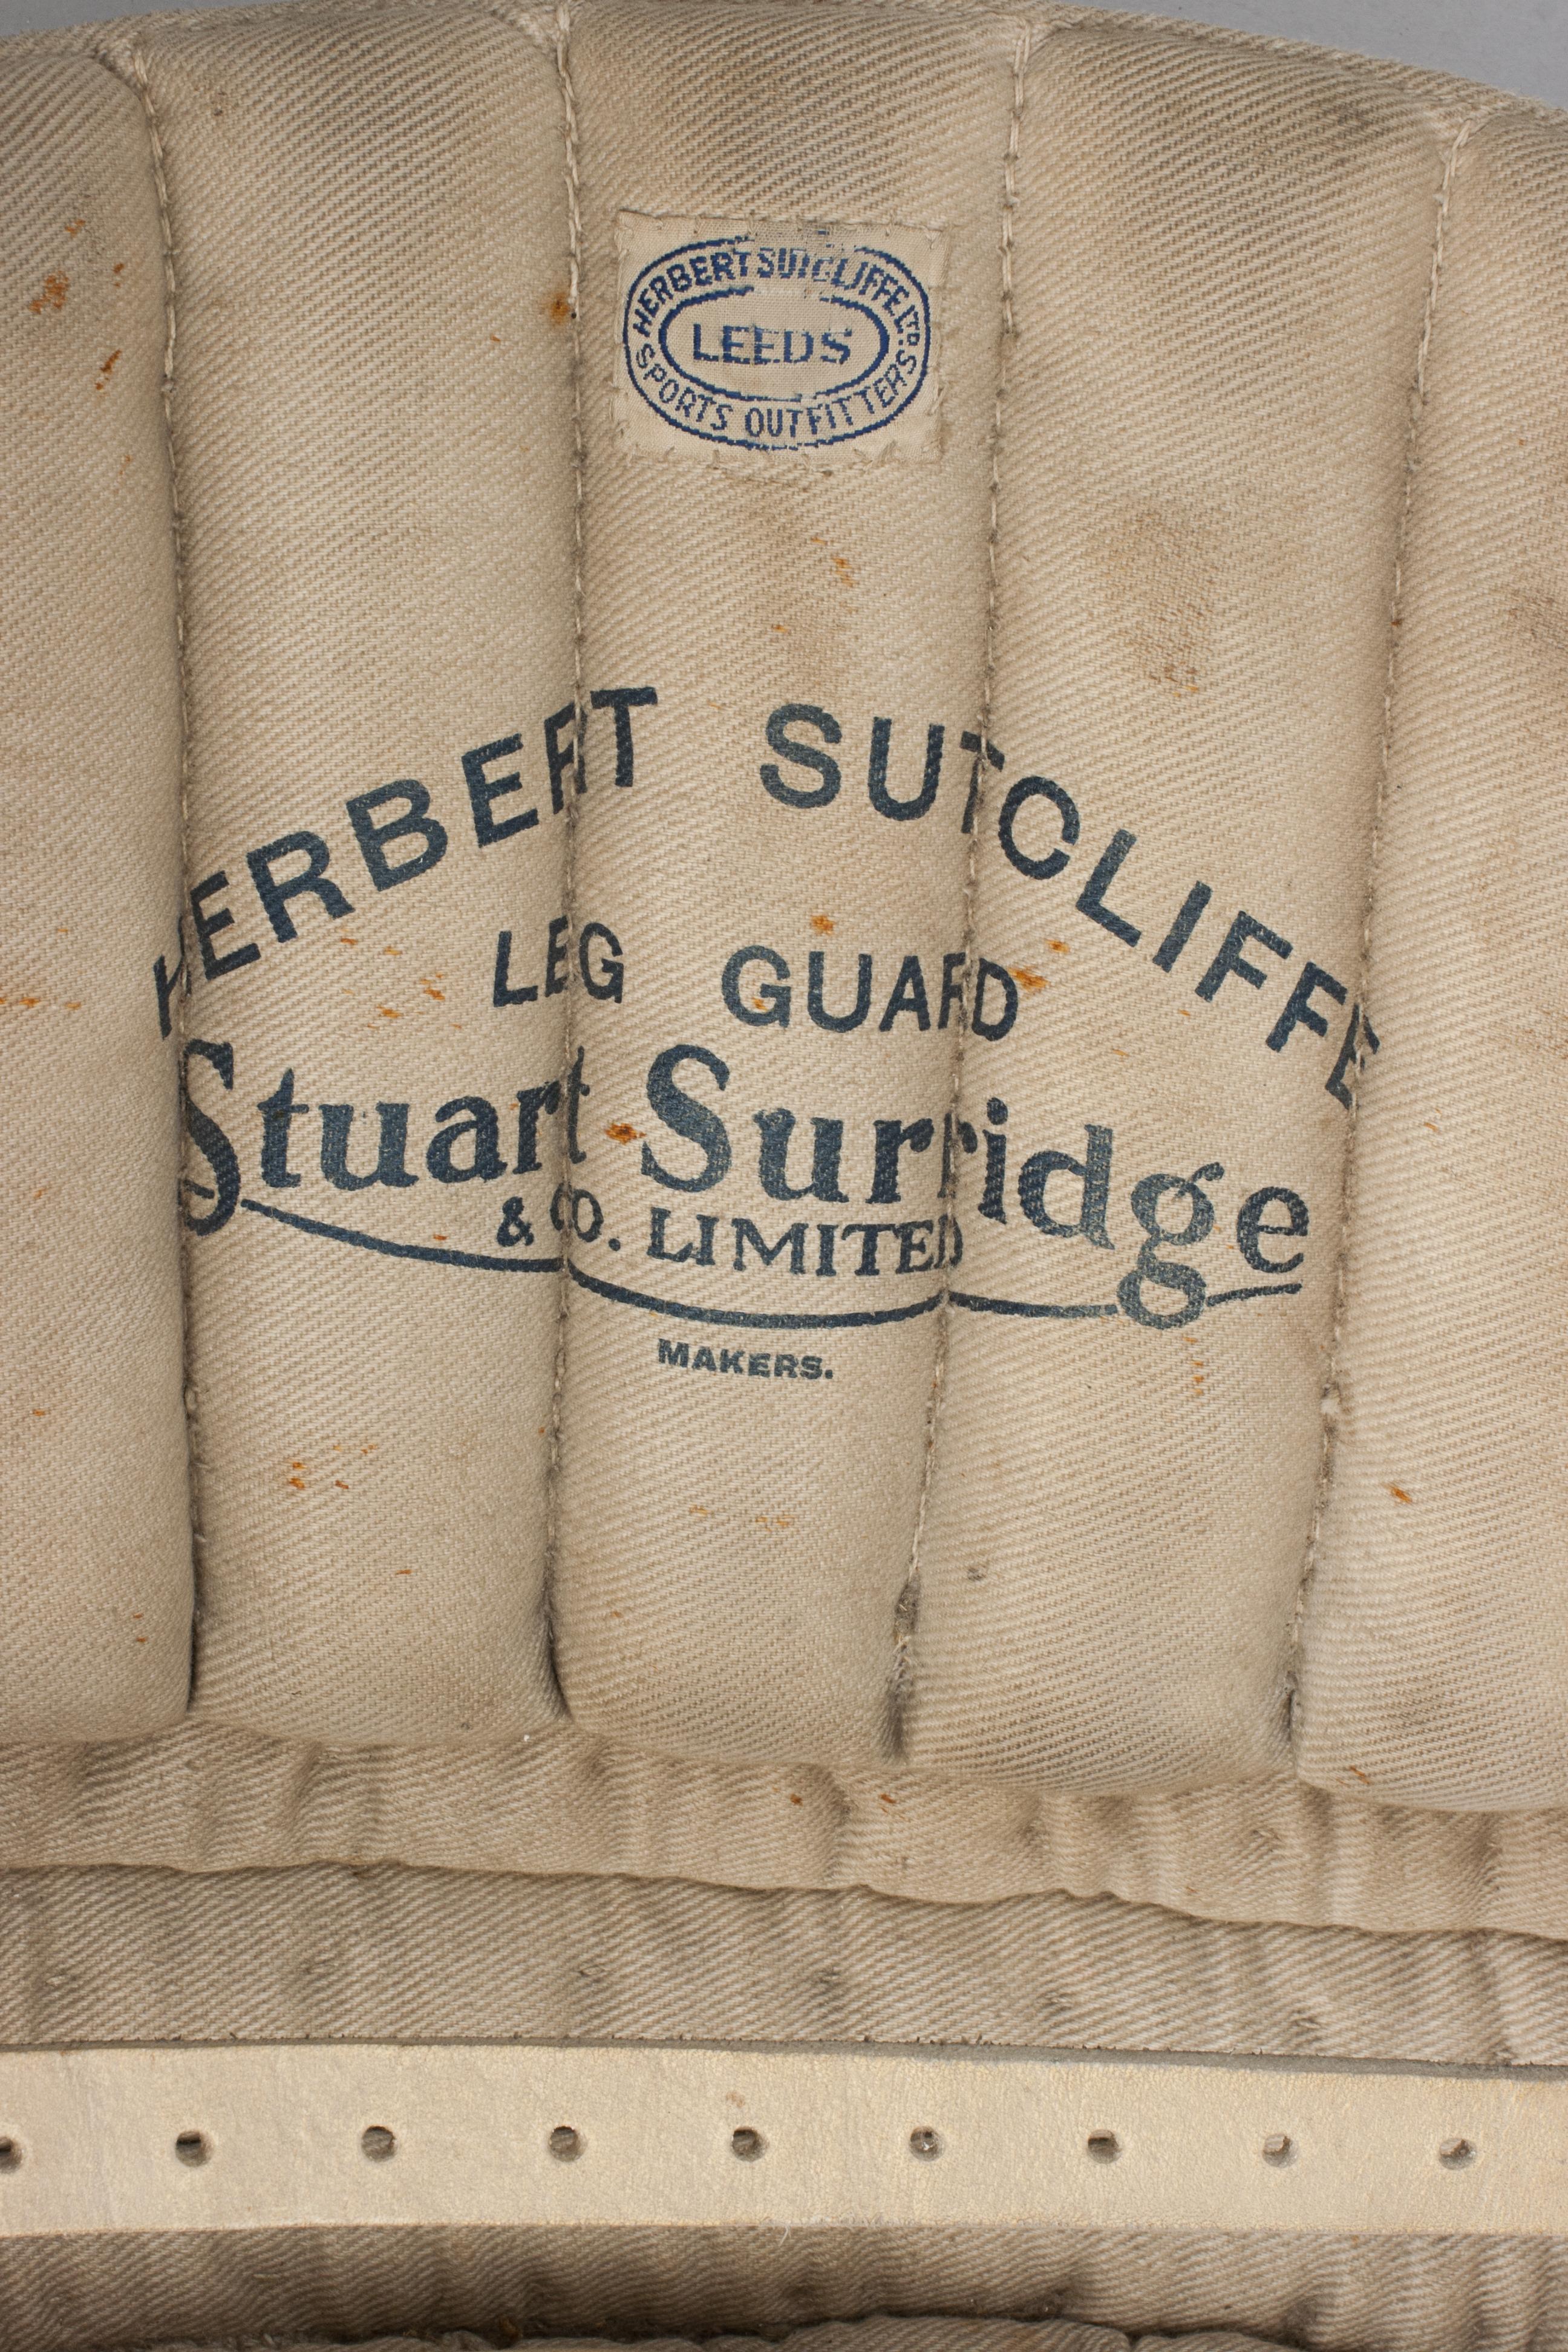 HERBERT SUTCLIFFE LTD.
LEEDS
SPORTS OUTFITTERS
HERBERT SUTCLIFFE
LEG GUARD
Stuart Surridge
& CO. LIMITED
MAKERS.